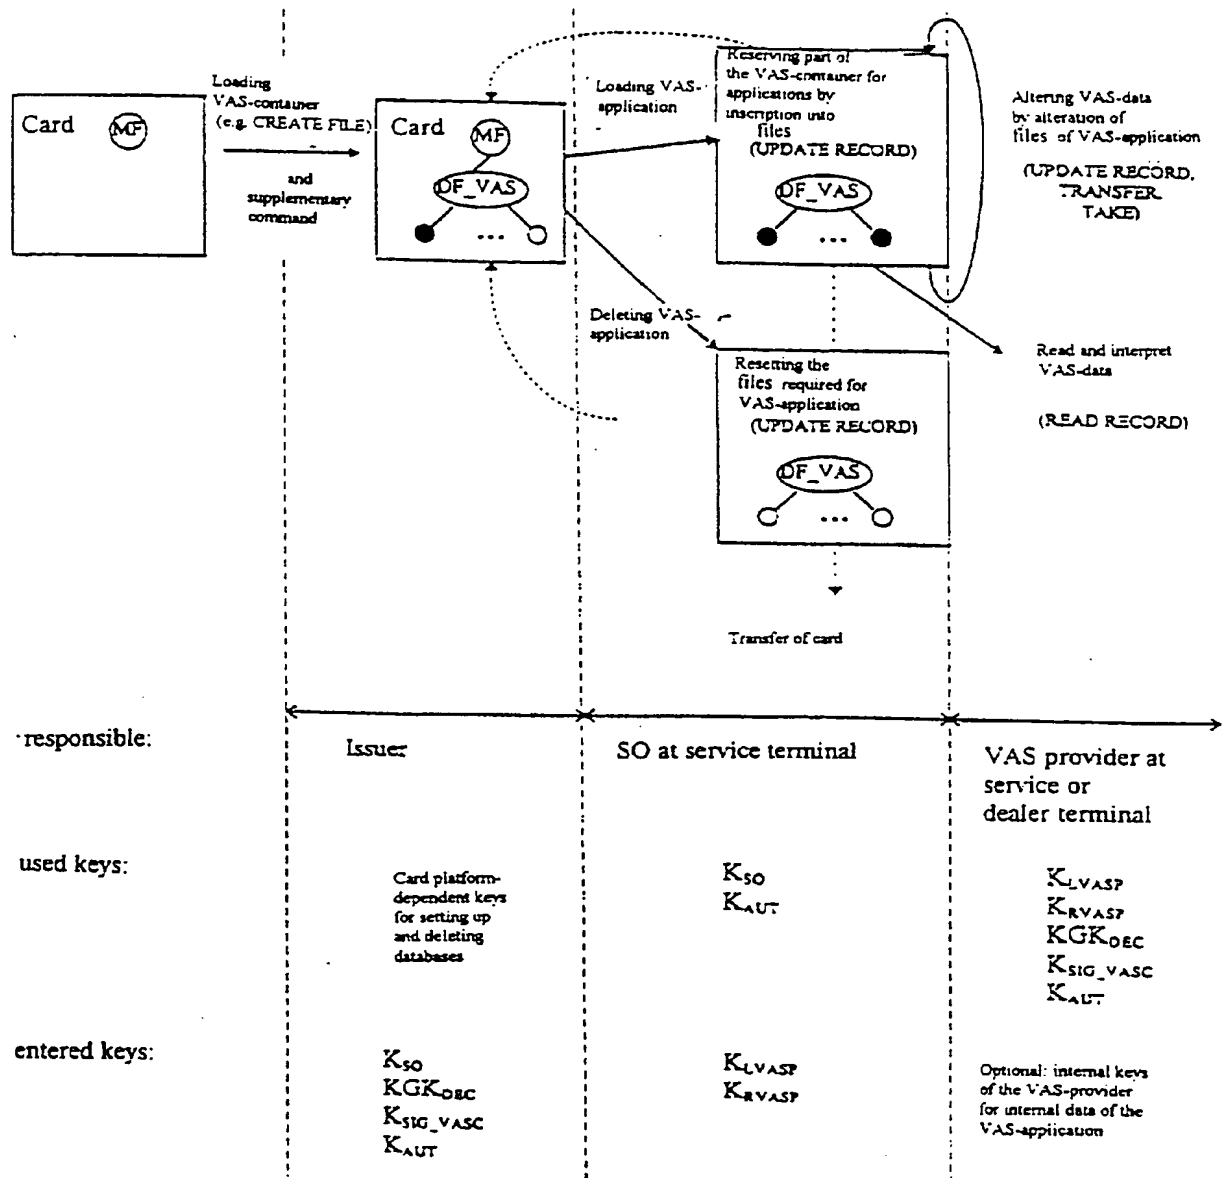 Card
MF
Loading
VAS-container
(e.g. CREATE FILE)
and
supplementary
command
Card
MF
DF_VAS
...
Loading VAS-
application
Reserving part of
the VAS-container for
applications by
inscription into
files
(UPDATE RECORD)
DF_VAS
...
Altering VAS-data
by alteration of
files of VAS-application
(UPDATE RECORD,
TRANSFER,
TAKE)
Deleting VAS-
application
Resetting the
files required for
VAS-application
(UPDATE RECORD)
DF_VAS
...
Read and interpret
VAS-data
(READ RECORD)
Transfer of card
responsible:
Issuer
SO at service terminal
VAS provider at
service or
dealer terminal
used keys:
Card platform-
dependent keys
for setting up
and deleting
databases
K_SO
K_AUT
K_LVASP
K_RVASP
KGK_DEC
K_SIG_VASC
K_AUT
entered keys:
K_SO
KGK_DEC
K_SIG_VASC
K_AUT
K_LVASP
K_RVASP
Optional: internal keys
of the VAS-provider
for internal data of the
VAS-application